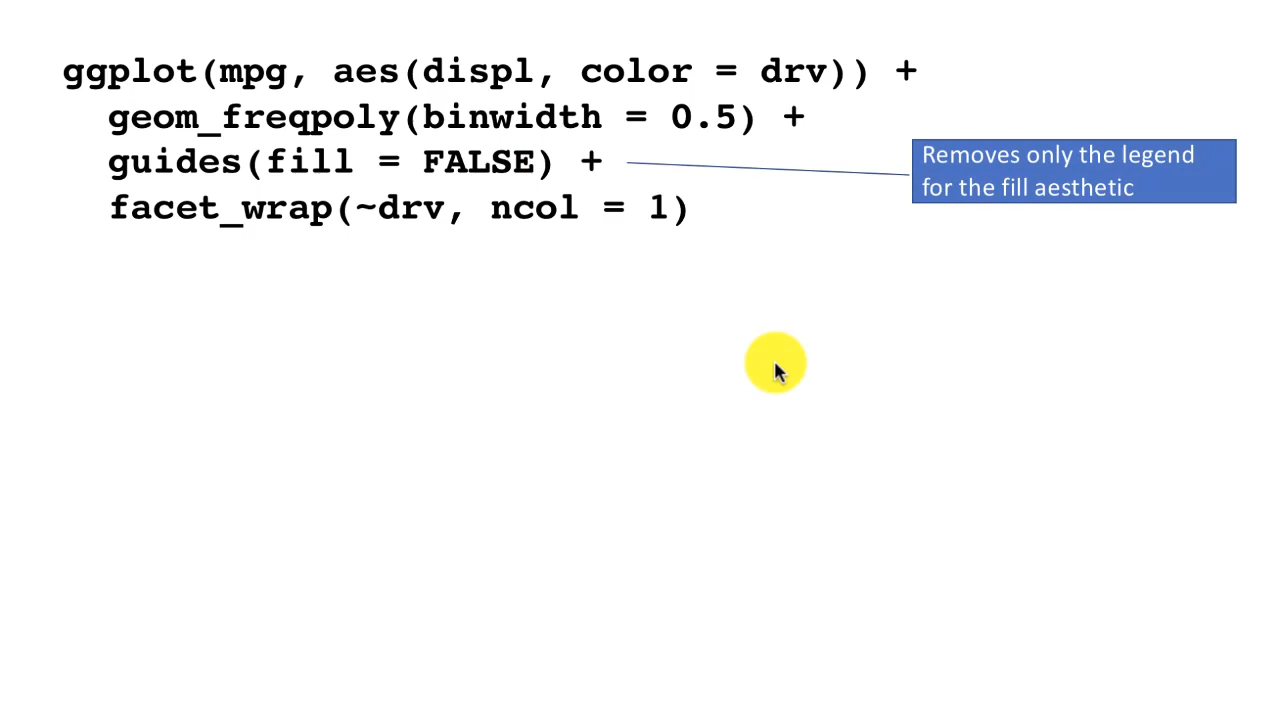 ggplot(mpg, aes(displ, color = drv)) +
geom_freqpoly(binwidth = 0.5) +
guides(fill = FALSE) +
facet_wrap(~drv, ncol = 1)
Removes only the legend
for the fill aesthetic